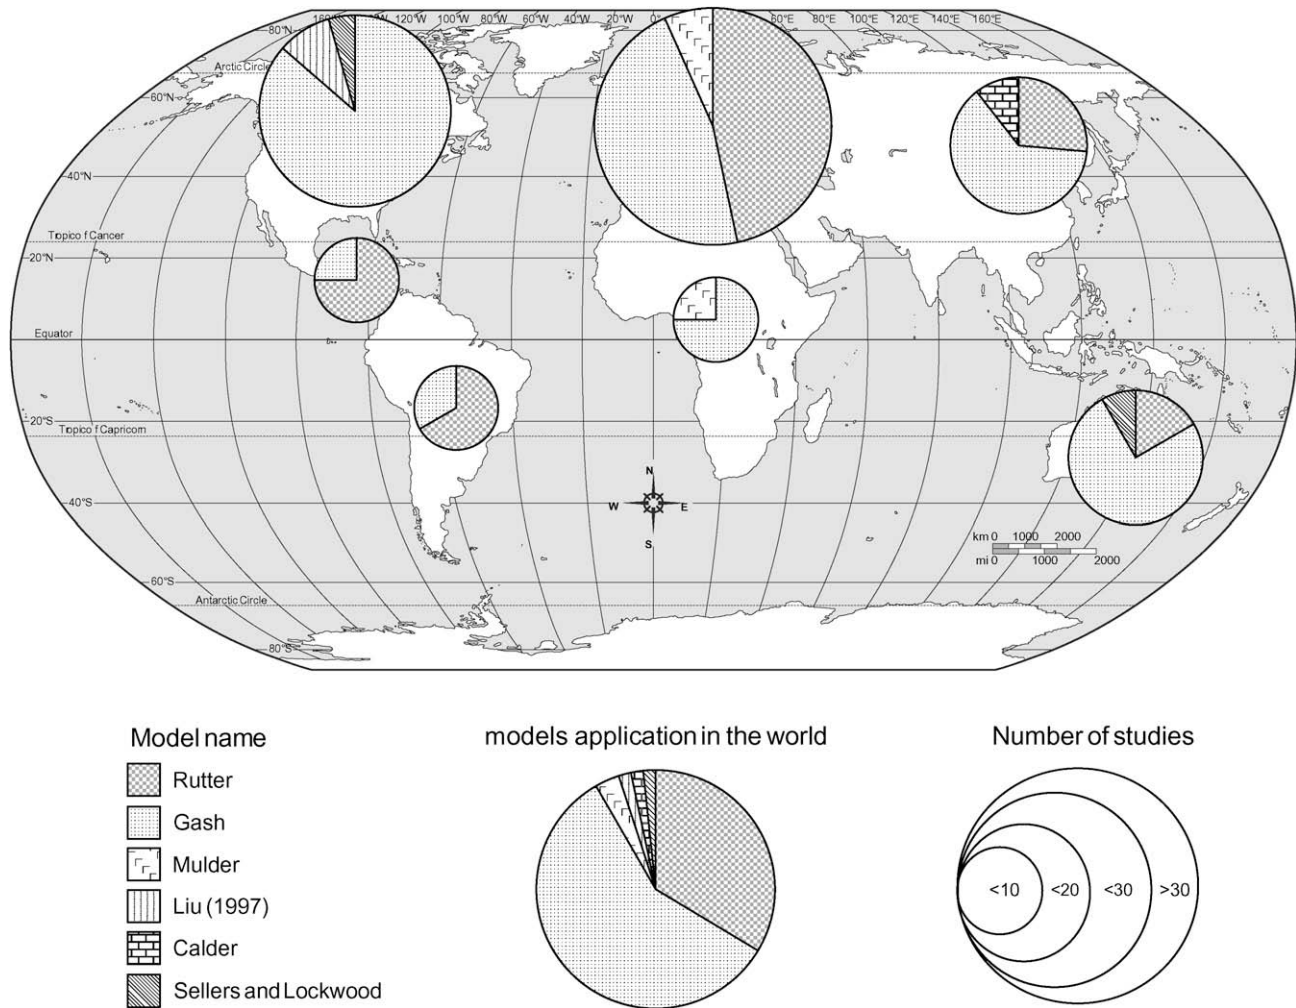 160°W 120°W 100°W 80°W 60°W 40°W 20°W 0° 60°E 80°E 120°E 140°E 160°E
80°N
Arctic Circle
60°N
40°N
Tropico f Cancer
20°N
Equator
20°S
Tropico f Capricorn
N
40°S
W E
S
km 0 1000 2000
mi 0 1000 2000
60°S
Antarctic Circle
80°S
Model name
Rutter
Gash
Mulder
Liu (1997)
Calder
Sellers and Lockwood
models application in the world
Number of studies
<10 <20 <30 >30